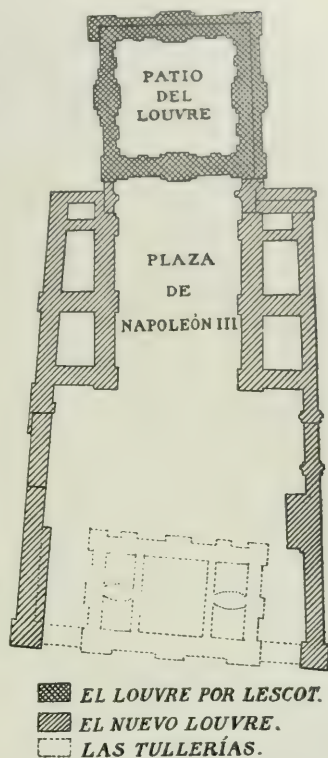 PATIO
DEL
LOUVRE
PLAZA
DE
NAPOLEÓN III
EL LOUVRE POR LESCOT.
EL NUEVO LOUVRE.
LAS TULLERÍAS.